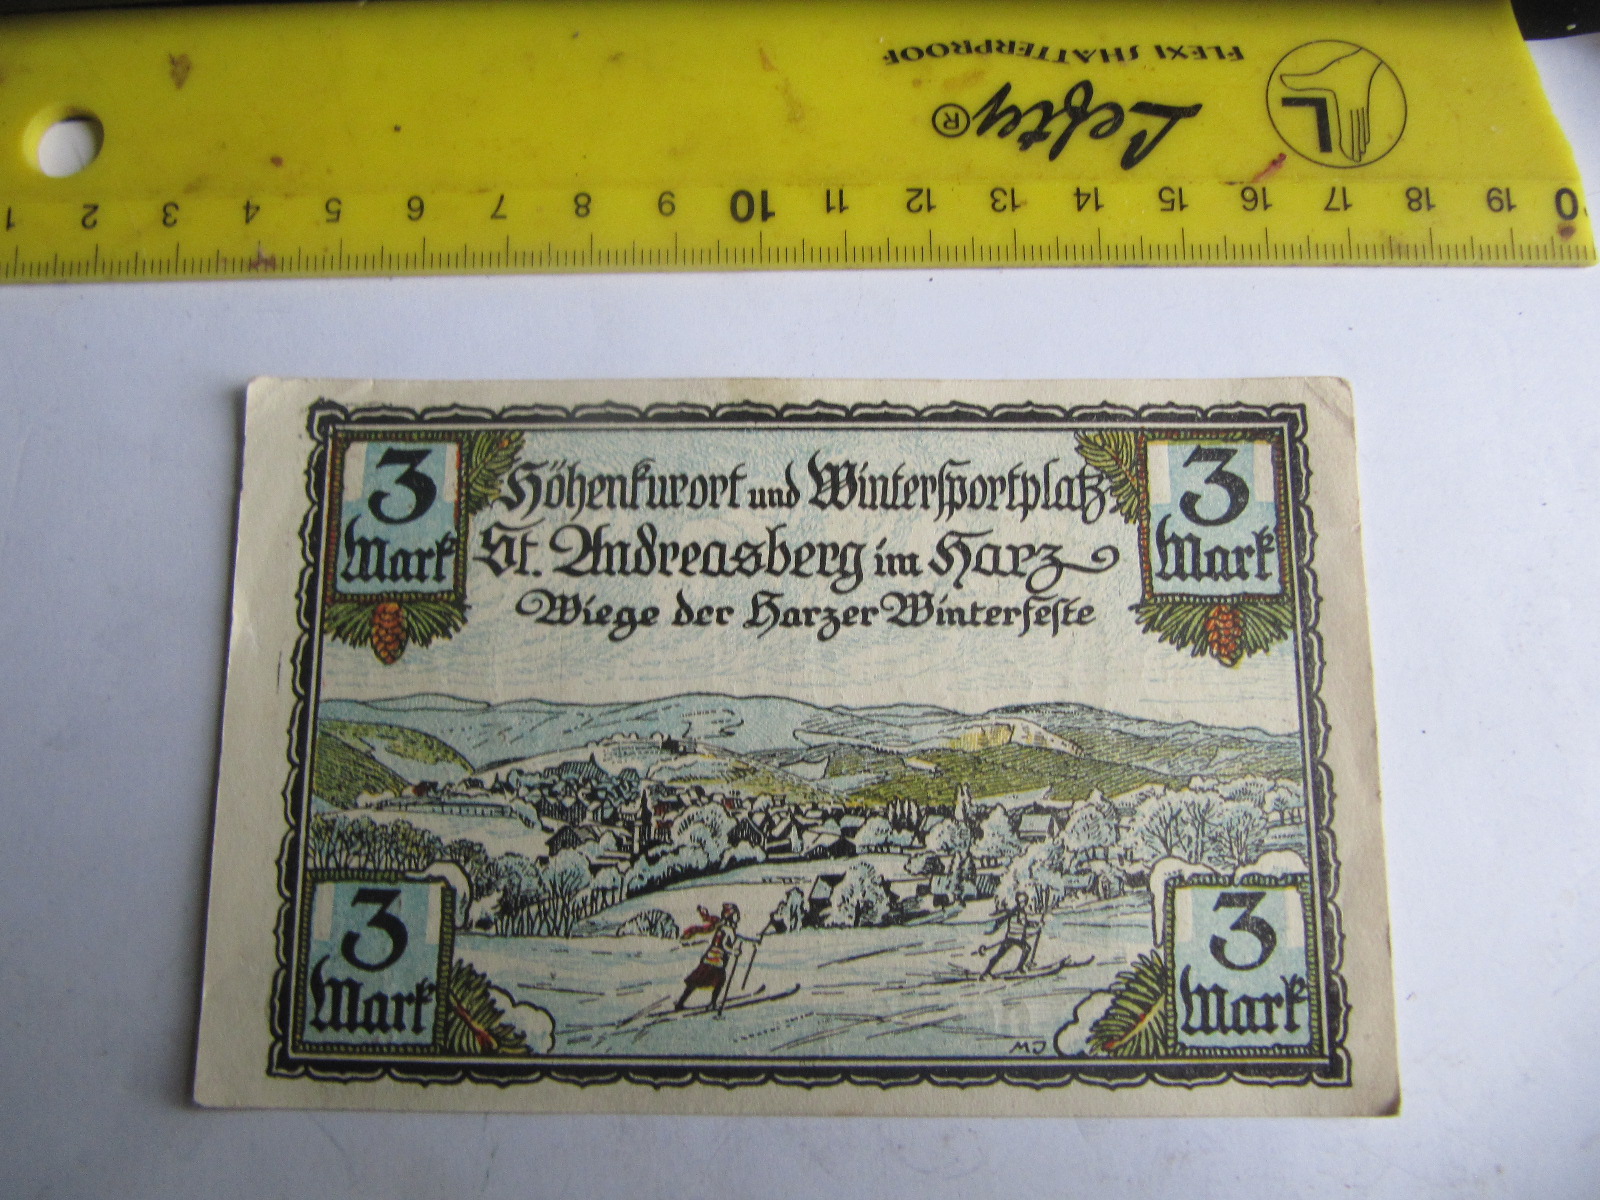 FLEXI SHATTERPROOF
Lefty®
L
1 2 3 4 5 6 7 8 9 10 11 12 13 14 15 16 17 18 19 0
3 Mark
Höhenkurort und Wintersportplatz
St. Andreasberg im Harz
Wiege der Harzer Winterfeste
3 Mark
3 Mark
3 Mark
MJ